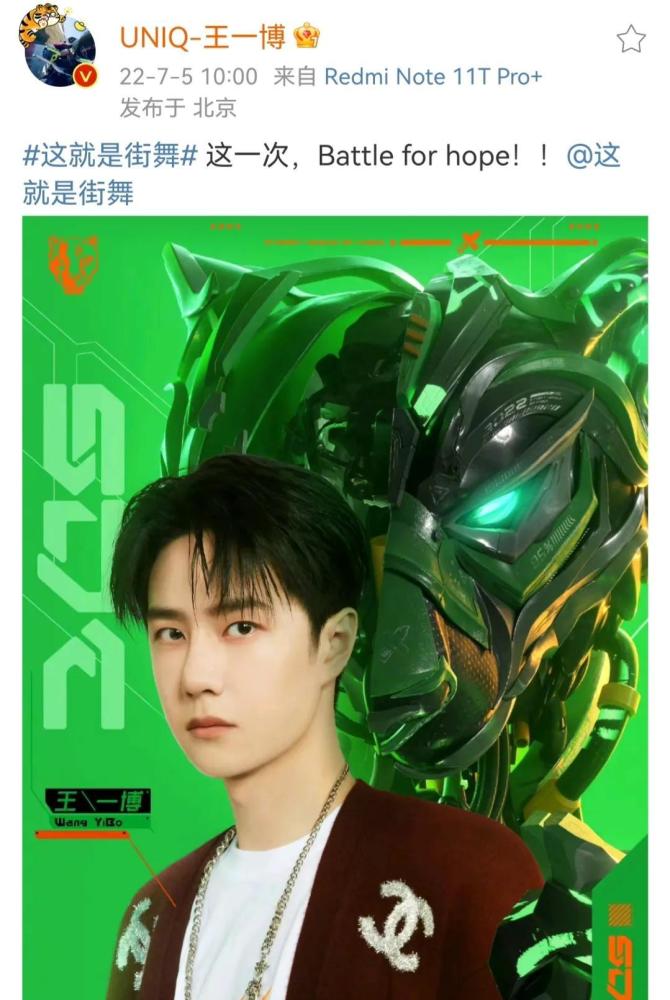 UNIQ-王一博
22-7-5 10:00 来自 Redmi Note 11T Pro+
发布于 北京
#这就是街舞# 这一次，Battle for hope！！@这
就是街舞
2022
王一博
Wang YiBo